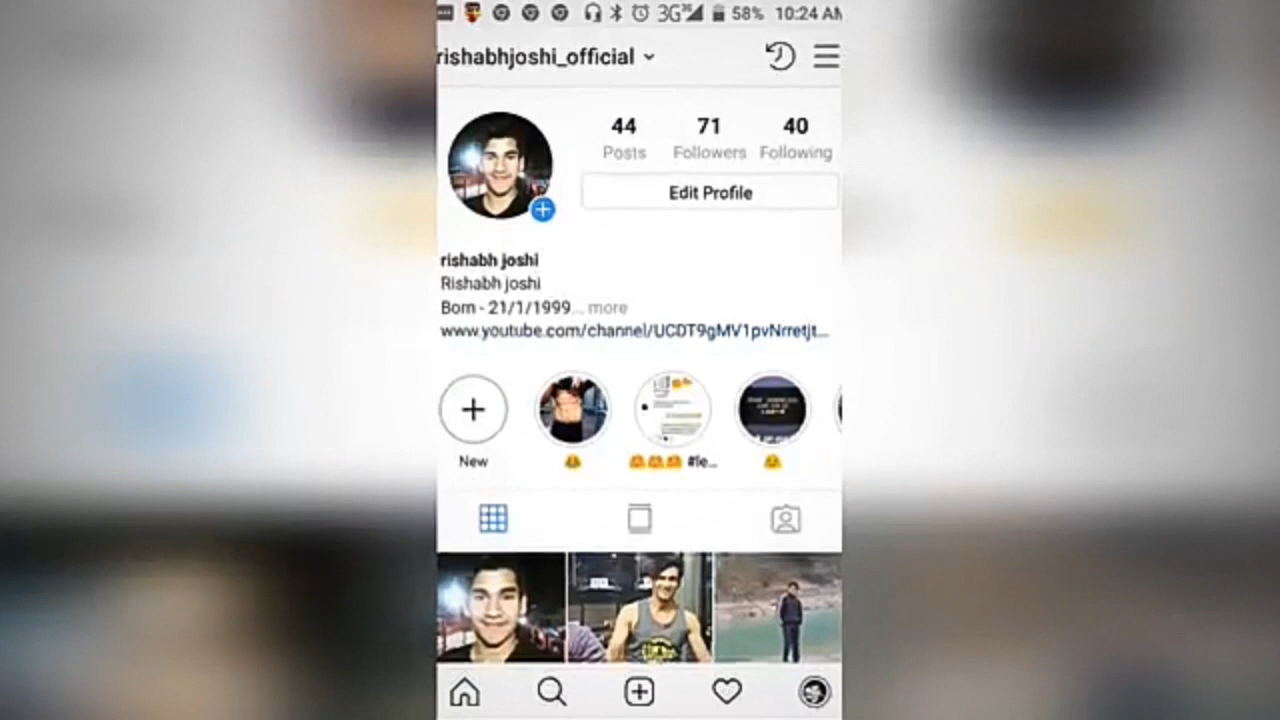 3G 3G 58% 10:24 AM
rishabhjoshi_official
44 71 40
Posts Followers Following
Edit Profile
rishabh joshi
Rishabh joshi
Born - 21/1/1999... more
www.youtube.com/channel/UCDT9gMV1pvNrretjt...
New #le...